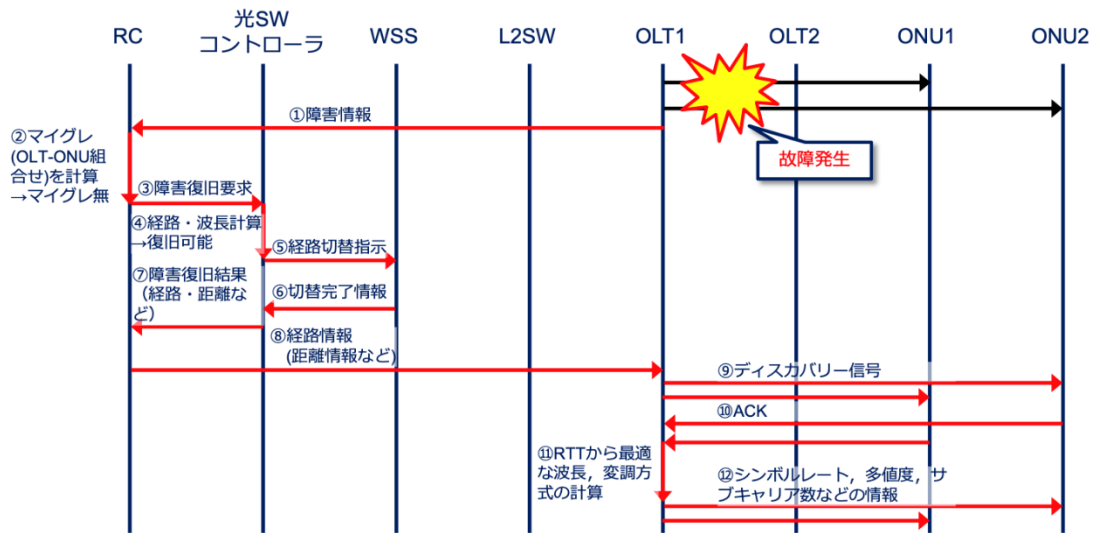 RC
光SW
コントローラ
WSS
L2SW
OLT1
OLT2
ONU1
ONU2
①障害情報
故障発生
②マイグレ
(OLT-ONU組
合せ)を計算
→マイグレ無
③障害復旧要求
④経路・波長計算
→復旧可能
⑤経路切替指示
⑥切替完了情報
⑦障害復旧結果
（経路・距離な
ど）
⑧経路情報
(距離情報など)
⑨ディスカバリー信号
⑩ACK
⑪RTTから最適
な波長，変調方
式の計算
⑫シンボルレート，多値度，サ
ブキャリア数などの情報